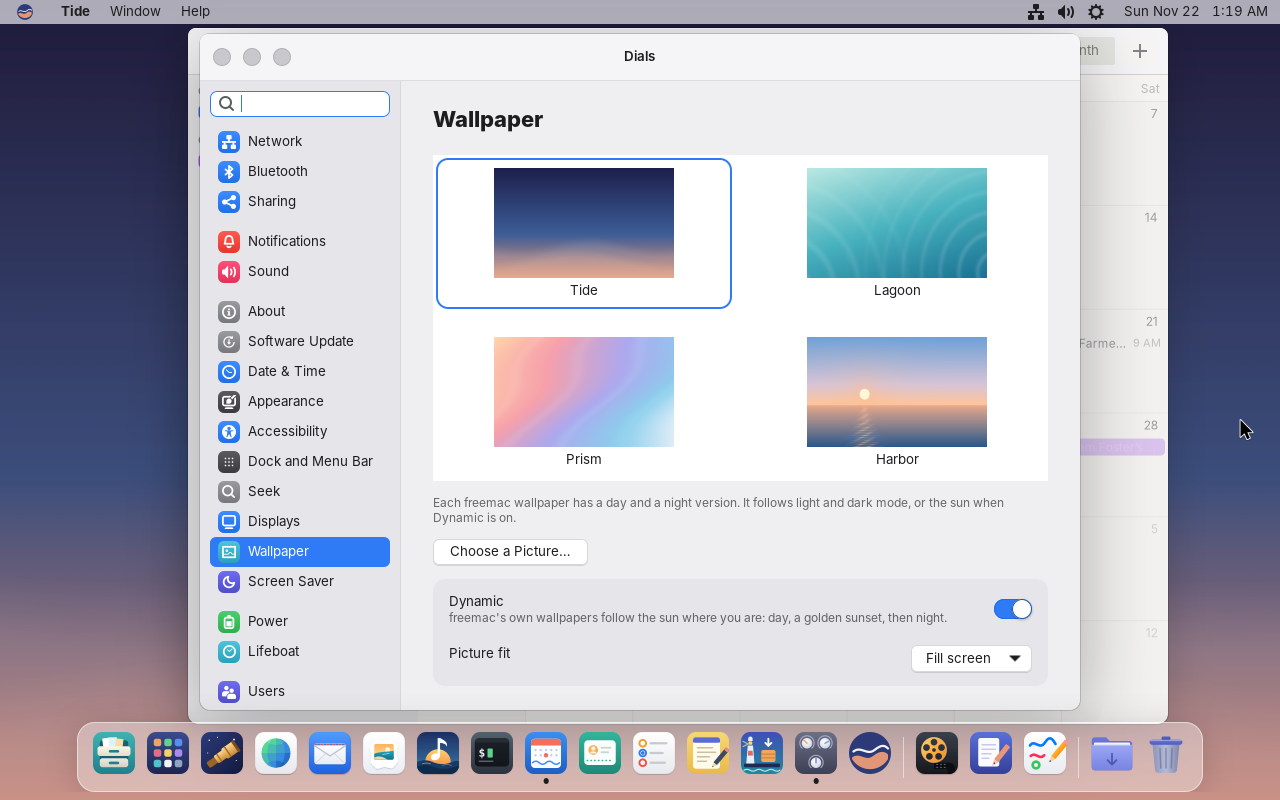 Tide Window Help Sun Nov 22 1:19 AM
Dials
nth
Sat
Network
Bluetooth
Sharing
Notifications
Sound
About
Software Update
Date & Time
Appearance
Accessibility
Dock and Menu Bar
Seek
Displays
Wallpaper
Screen Saver
Power
Lifeboat
Users
Wallpaper
Tide
Lagoon
Prism
Harbor
Each freemac wallpaper has a day and a night version. It follows light and dark mode, or the sun when
Dynamic is on.
Choose a Picture...
Dynamic
freemac's own wallpapers follow the sun where you are: day, a golden sunset, then night.
Picture fit
Fill screen
7
14
21
Farme... 9 AM
28
5
12
$